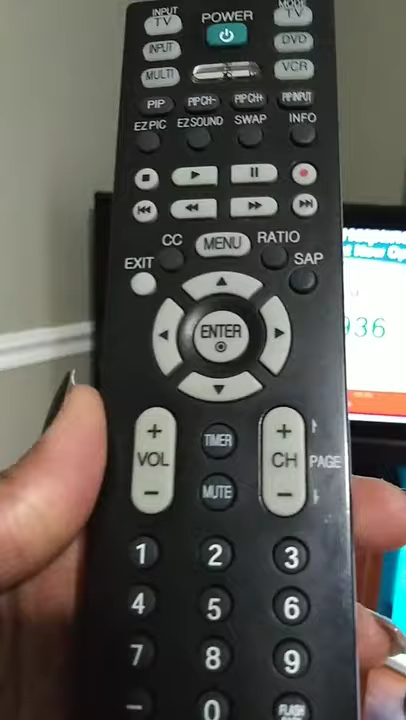 INPUT
TV
POWER
MODE
TV
INPUT
DVD
MULTI
VCR
PIP
PIP CH-
PIP CH+
PIP INPUT
EZ PIC
EZ SOUND
SWAP
INFO
CC
MENU
RATIO
EXIT
SAP
ENTER
+
VOL
-
TIMER
MUTE
+
CH
-
PAGE
1
2
3
4
5
6
7
8
9
-
0
FLASH
936